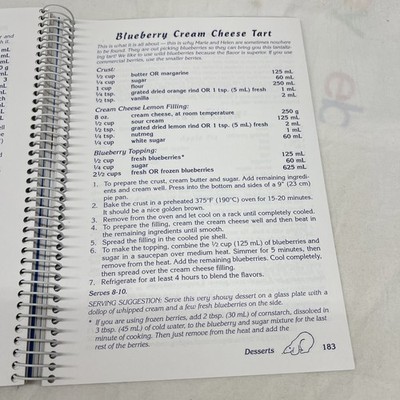 Blueberry Cream Cheese Tart
This is what it is all about — this is why Marie and Helen are sometimes nowhere
to be found. They are not picking blueberries so they can bring you this tantaliz-
ing tart! We like to use wild blueberries because the flavor is superior. If you use
commercial berries, use the smaller berries.
Crust:
½ cup butter OR margarine 125 mL
¼ cup sugar 60 mL
1 cup flour 250 mL
¼ tsp. grated dried orange rind OR 1 tsp. (5 mL) fresh 1 mL
½ tsp. vanilla 2 mL
Cream Cheese Lemon Filling:
8 oz. cream cheese, at room temperature 250 g
½ cup sour cream 125 mL
½ tsp. grated dried lemon rind OR 1 tsp. (5 mL) fresh 2 mL
¼ tsp. nutmeg 1 mL
¼ cup white sugar 60 mL
Blueberry Topping:
½ cup fresh blueberries* 125 mL
¼ cup sugar 60 mL
2½ cups fresh OR frozen blueberries 625 mL
1. To prepare the crust, cream butter and sugar. Add remaining ingredi-
ents and cream well. Press into the bottom and sides of a 9" (23 cm)
pie pan.
2. Bake the crust in a preheated 375°F (190°C) oven for 15-20 minutes.
It should be a nice golden brown.
3. Remove from the oven and let cool on a rack until completely cooled.
4. To prepare the filling, cream the cream cheese well and then beat in
the remaining ingredients until smooth.
5. Spread the filling in the cooled pie shell.
6. To make the topping, combine the ½ cup (125 mL) of blueberries and
sugar in a saucepan over medium heat. Simmer for 5 minutes, then
remove from the heat. Add the remaining blueberries. Cool completely,
then spread over the cream cheese filling.
7. Refrigerate for at least 4 hours to blend the flavors.
Serves 8-10.
SERVING SUGGESTION: Serve this very showy dessert on a glass plate with a
dollop of whipped cream and a few fresh blueberries on the side.
* If you are using frozen berries, add 2 tbsp. (30 mL) of cornstarch, dissolved in
3 tbsp. (45 mL) of cold water, to the blueberry and sugar mixture for the last
minute of cooking. Then just remove from the heat and add the
rest of the berries.
Desserts 183